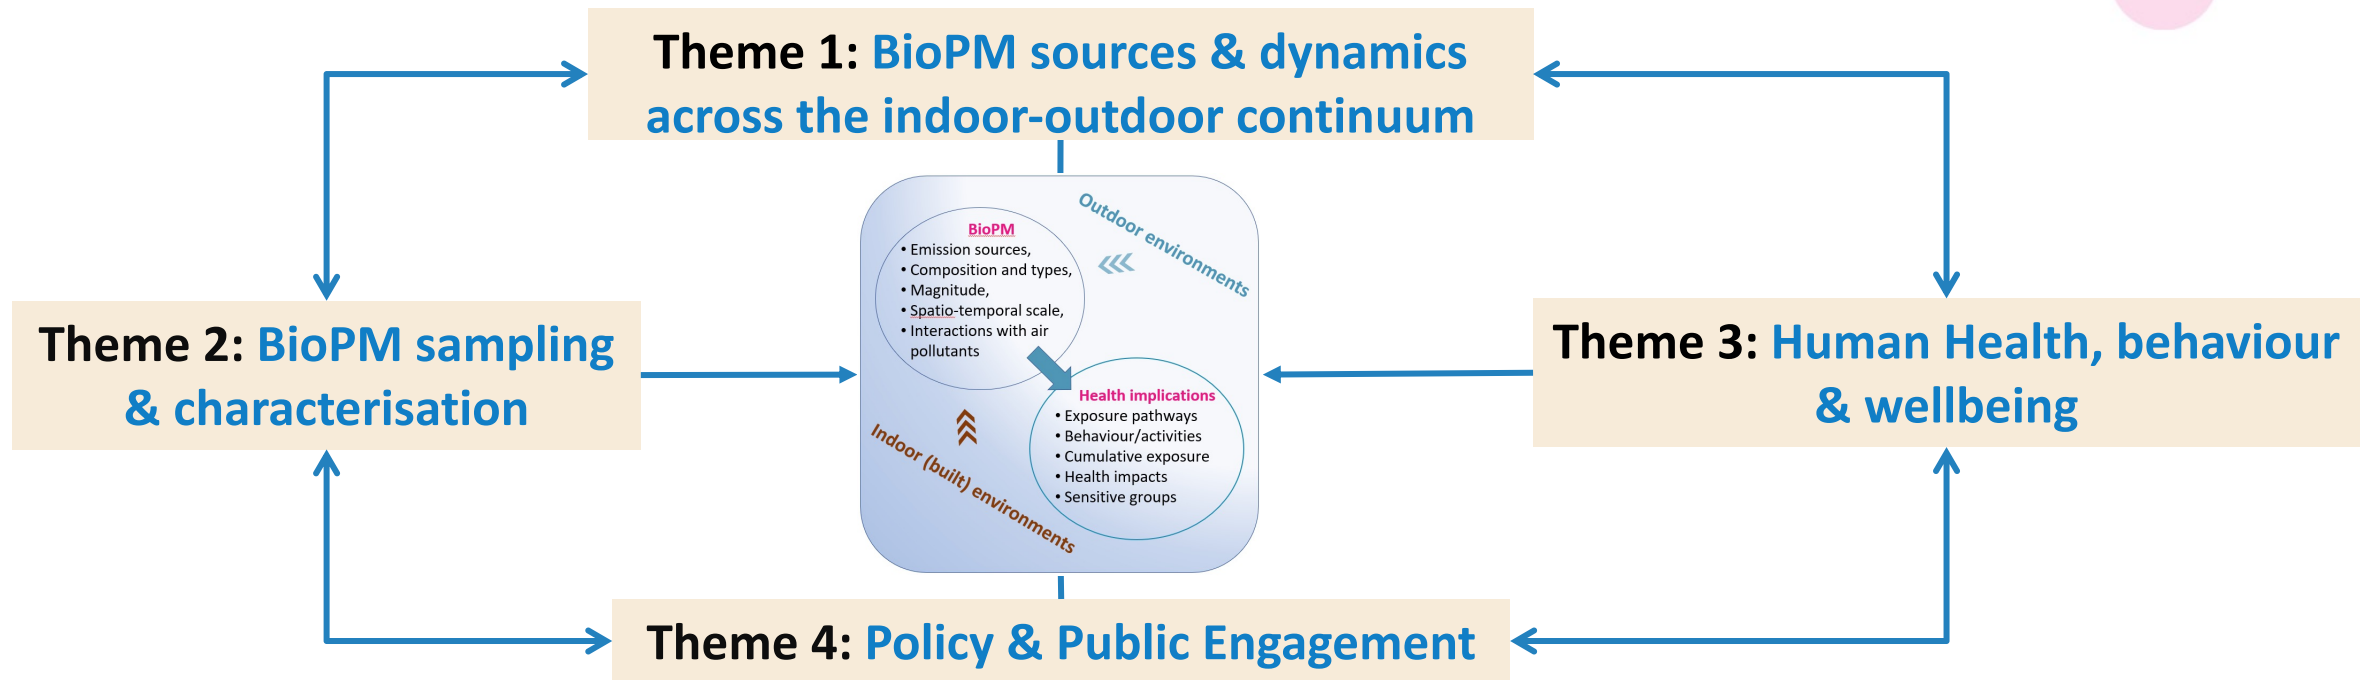 Theme 1: BioPM sources & dynamics
across the indoor-outdoor continuum
Outdoor environments
BioPM
• Emission sources,
• Composition and types,
• Magnitude,
• Spatio-temporal scale,
• Interactions with air
pollutants
Theme 2: BioPM sampling
& characterisation
Theme 3: Human Health, behaviour
& wellbeing
Health implications
• Exposure pathways
• Behaviour/activities
• Cumulative exposure
• Health impacts
• Sensitive groups
Indoor (built) environments
Theme 4: Policy & Public Engagement